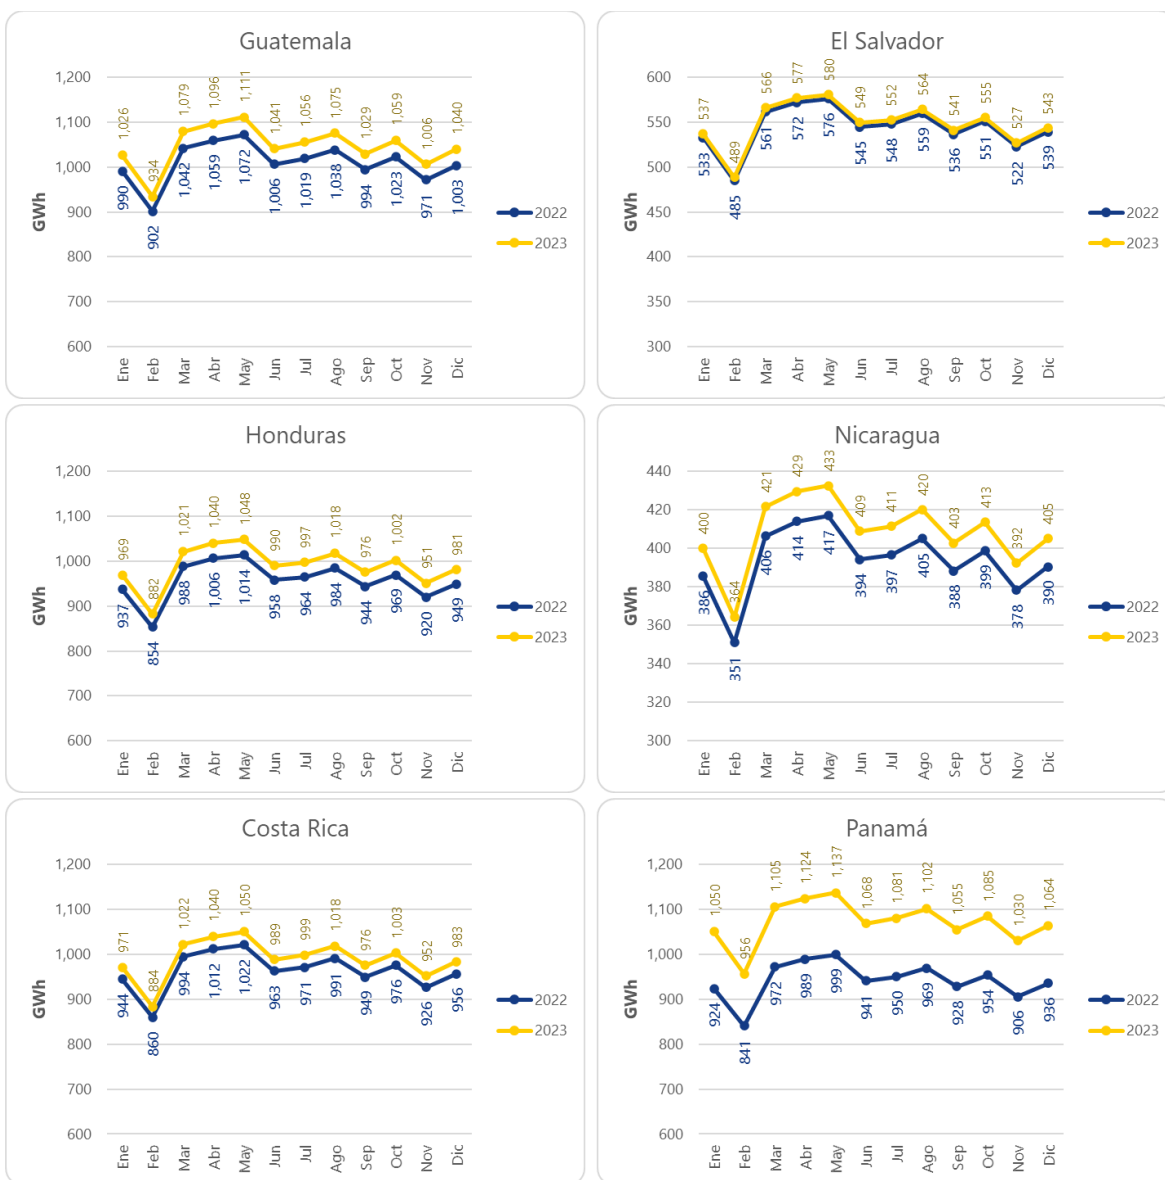 Guatemala
1,200
1,100
1,000
900
800
700
600
GWh
1,026
934
1,079
1,096
1,111
1,041
1,056
1,075
1,029
1,059
1,006
1,040
990
902
1,042
1,059
1,072
1,006
1,019
1,038
994
1,023
971
1,003
Ene
Feb
Mar
Abr
May
Jun
Jul
Ago
Sep
Oct
Nov
Dic
2022
2023
El Salvador
600
550
500
450
400
350
300
GWh
537
489
566
577
580
549
552
564
541
555
527
543
533
485
561
572
576
545
548
559
536
551
522
539
Ene
Feb
Mar
Abr
May
Jun
Jul
Ago
Sep
Oct
Nov
Dic
2022
2023
Honduras
1,200
1,100
1,000
900
800
700
600
GWh
969
882
1,021
1,040
1,048
990
997
1,018
976
1,002
951
981
937
854
988
1,006
1,014
958
964
984
944
969
920
949
Ene
Feb
Mar
Abr
May
Jun
Jul
Ago
Sep
Oct
Nov
Dic
2022
2023
Nicaragua
440
420
400
380
360
340
320
300
GWh
400
364
421
429
433
409
411
420
403
413
392
405
386
351
406
414
417
394
397
405
388
399
378
390
Ene
Feb
Mar
Abr
May
Jun
Jul
Ago
Sep
Oct
Nov
Dic
2022
2023
Costa Rica
1,200
1,100
1,000
900
800
700
600
GWh
971
884
1,022
1,040
1,050
989
999
1,018
976
1,003
952
983
944
860
994
1,012
1,022
963
971
991
949
976
926
956
Ene
Feb
Mar
Abr
May
Jun
Jul
Ago
Sep
Oct
Nov
Dic
2022
2023
Panamá
1,200
1,100
1,000
900
800
700
600
GWh
1,050
956
1,105
1,124
1,137
1,068
1,081
1,102
1,055
1,085
1,030
1,064
924
841
972
989
999
941
950
969
928
954
906
936
Ene
Feb
Mar
Abr
May
Jun
Jul
Ago
Sep
Oct
Nov
Dic
2022
2023